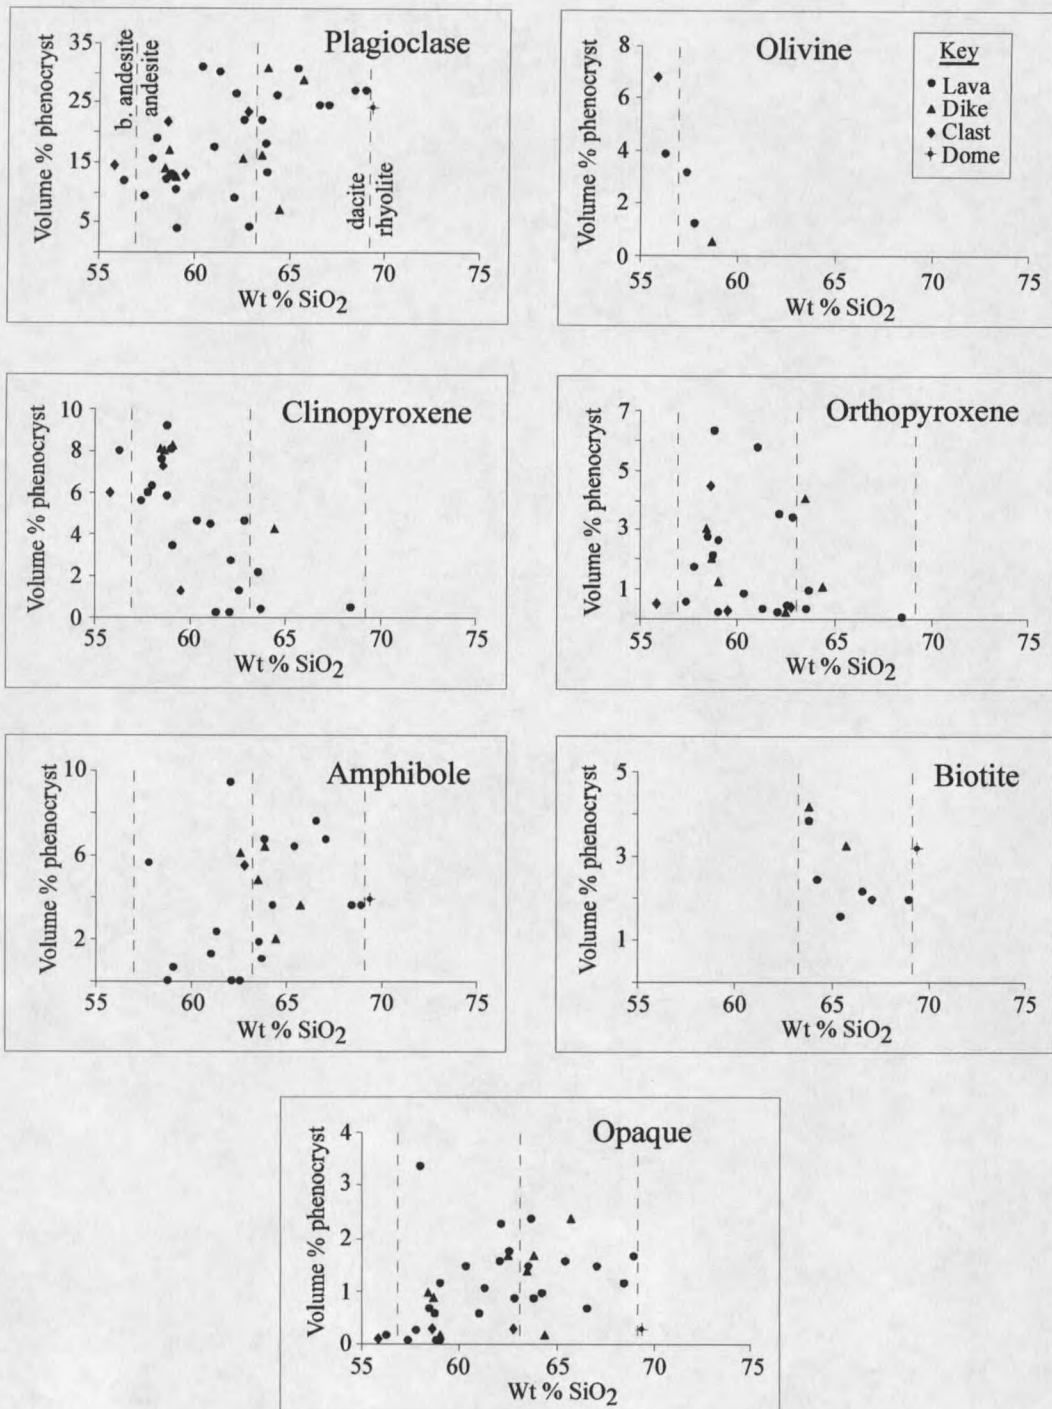 Plagioclase
Volume % phenocryst
35
25
15
5
b. andesite
andesite
dacite
rhyolite
55 60 65 70 75
Wt % SiO2
Olivine
Volume % phenocryst
8
6
4
2
0
55 60 65 70 75
Wt % SiO2
Key
Lava
Dike
Clast
Dome
Clinopyroxene
Volume % phenocryst
10
8
6
4
2
0
55 60 65 70 75
Wt % SiO2
Orthopyroxene
Volume % phenocryst
7
5
3
1
55 60 65 70 75
Wt % SiO2
Amphibole
Volume % phenocryst
10
6
2
55 60 65 70 75
Wt % SiO2
Biotite
Volume % phenocryst
5
3
1
55 60 65 70 75
Wt % SiO2
Opaque
Volume % phenocryst
4
3
2
1
0
55 60 65 70 75
Wt % SiO2